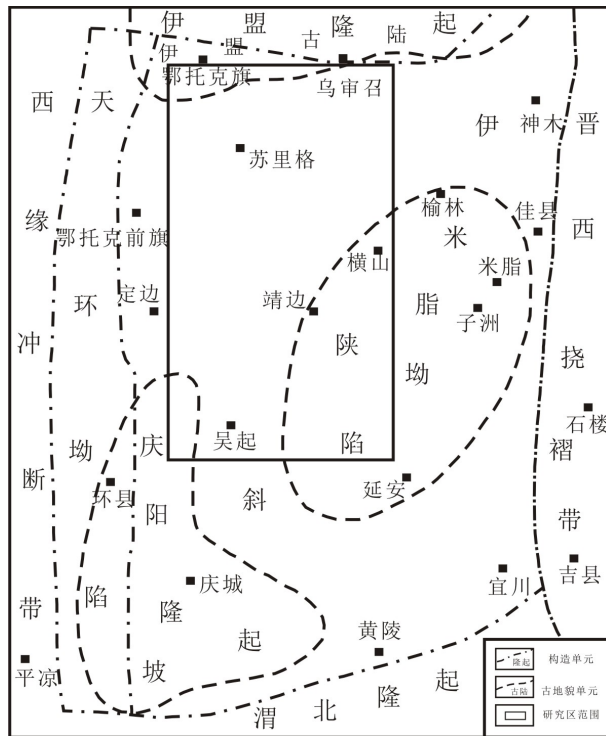 伊盟隆起
伊盟古陆
鄂托克旗
乌审召
西缘冲断带
天环坳陷
伊陕斜坡
晋西挠褶带
神木
苏里格
榆林
佳县
鄂托克前旗
横山
米脂坳陷
米脂
定边
靖边
子洲
石楼
吴起
庆阳隆起
环县
延安
庆城
宜川
吉县
黄陵
平凉
渭北隆起
隆起 构造单元
古陆 古地貌单元
研究区范围